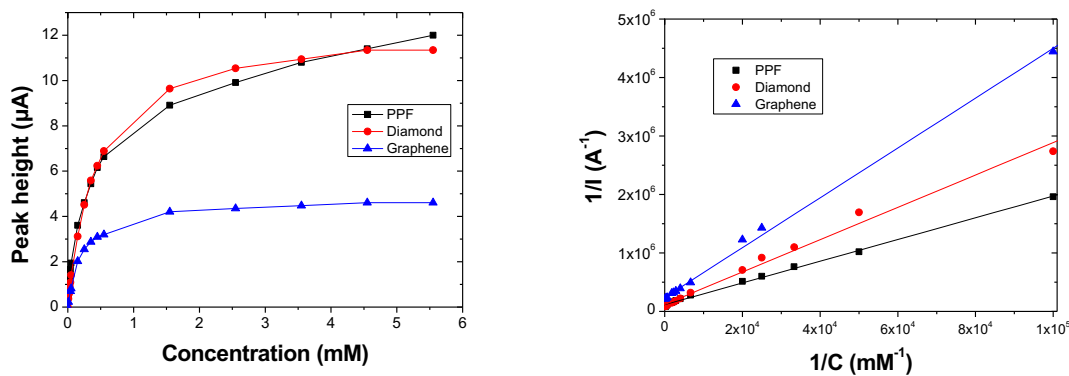 12
10
8
6
4
2
0
Peak height (µA)
PPF
Diamond
Graphene
0 1 2 3 4 5 6
Concentration (mM)
5x10⁶
4x10⁶
3x10⁶
2x10⁶
1x10⁶
0
1/I (A⁻¹)
PPF
Diamond
Graphene
0 2x10⁴ 4x10⁴ 6x10⁴ 8x10⁴ 1x10⁵
1/C (mM⁻¹)